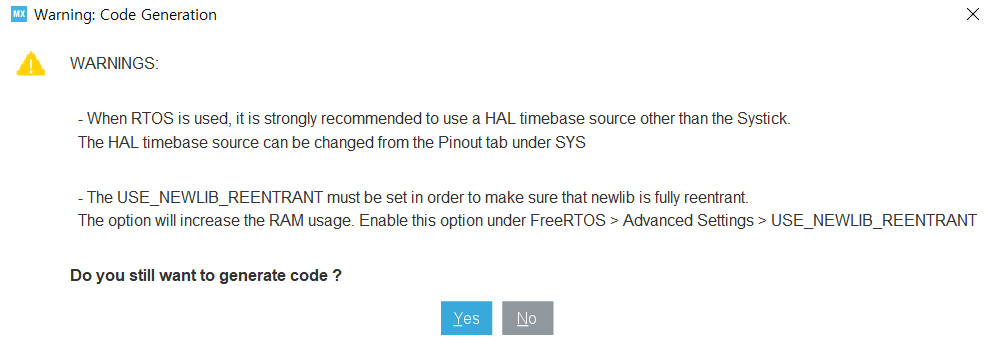 MX Warning: Code Generation
WARNINGS:
- When RTOS is used, it is strongly recommended to use a HAL timebase source other than the Systick.
The HAL timebase source can be changed from the Pinout tab under SYS
- The USE_NEWLIB_REENTRANT must be set in order to make sure that newlib is fully reentrant.
The option will increase the RAM usage. Enable this option under FreeRTOS > Advanced Settings > USE_NEWLIB_REENTRANT
Do you still want to generate code ?
Yes No